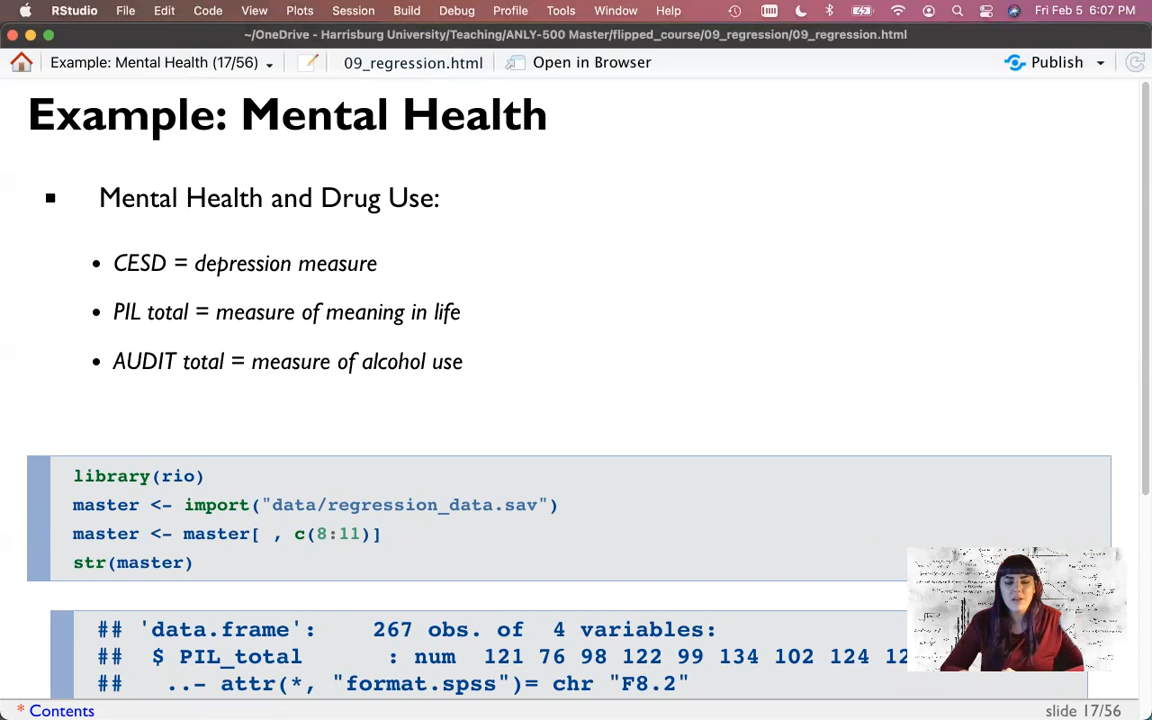 RStudio File Edit Code View Plots Session Build Debug Profile Tools Window Help Fri Feb 5 6:07 PM
~/OneDrive - Harrisburg University/Teaching/ANLY-500 Master/flipped_course/09_regression/09_regression.html
Example: Mental Health (17/56) 09_regression.html Open in Browser Publish
Example: Mental Health
Mental Health and Drug Use:
• CESD = depression measure
• PIL total = measure of meaning in life
• AUDIT total = measure of alcohol use
library(rio)
master <- import("data/regression_data.sav")
master <- master[ , c(8:11)]
str(master)
## 'data.frame': 267 obs. of 4 variables:
## $ PIL_total : num 121 76 98 122 99 134 102 124 12
## ..- attr(*, "format.spss")= chr "F8.2"
* Contents
slide 17/56